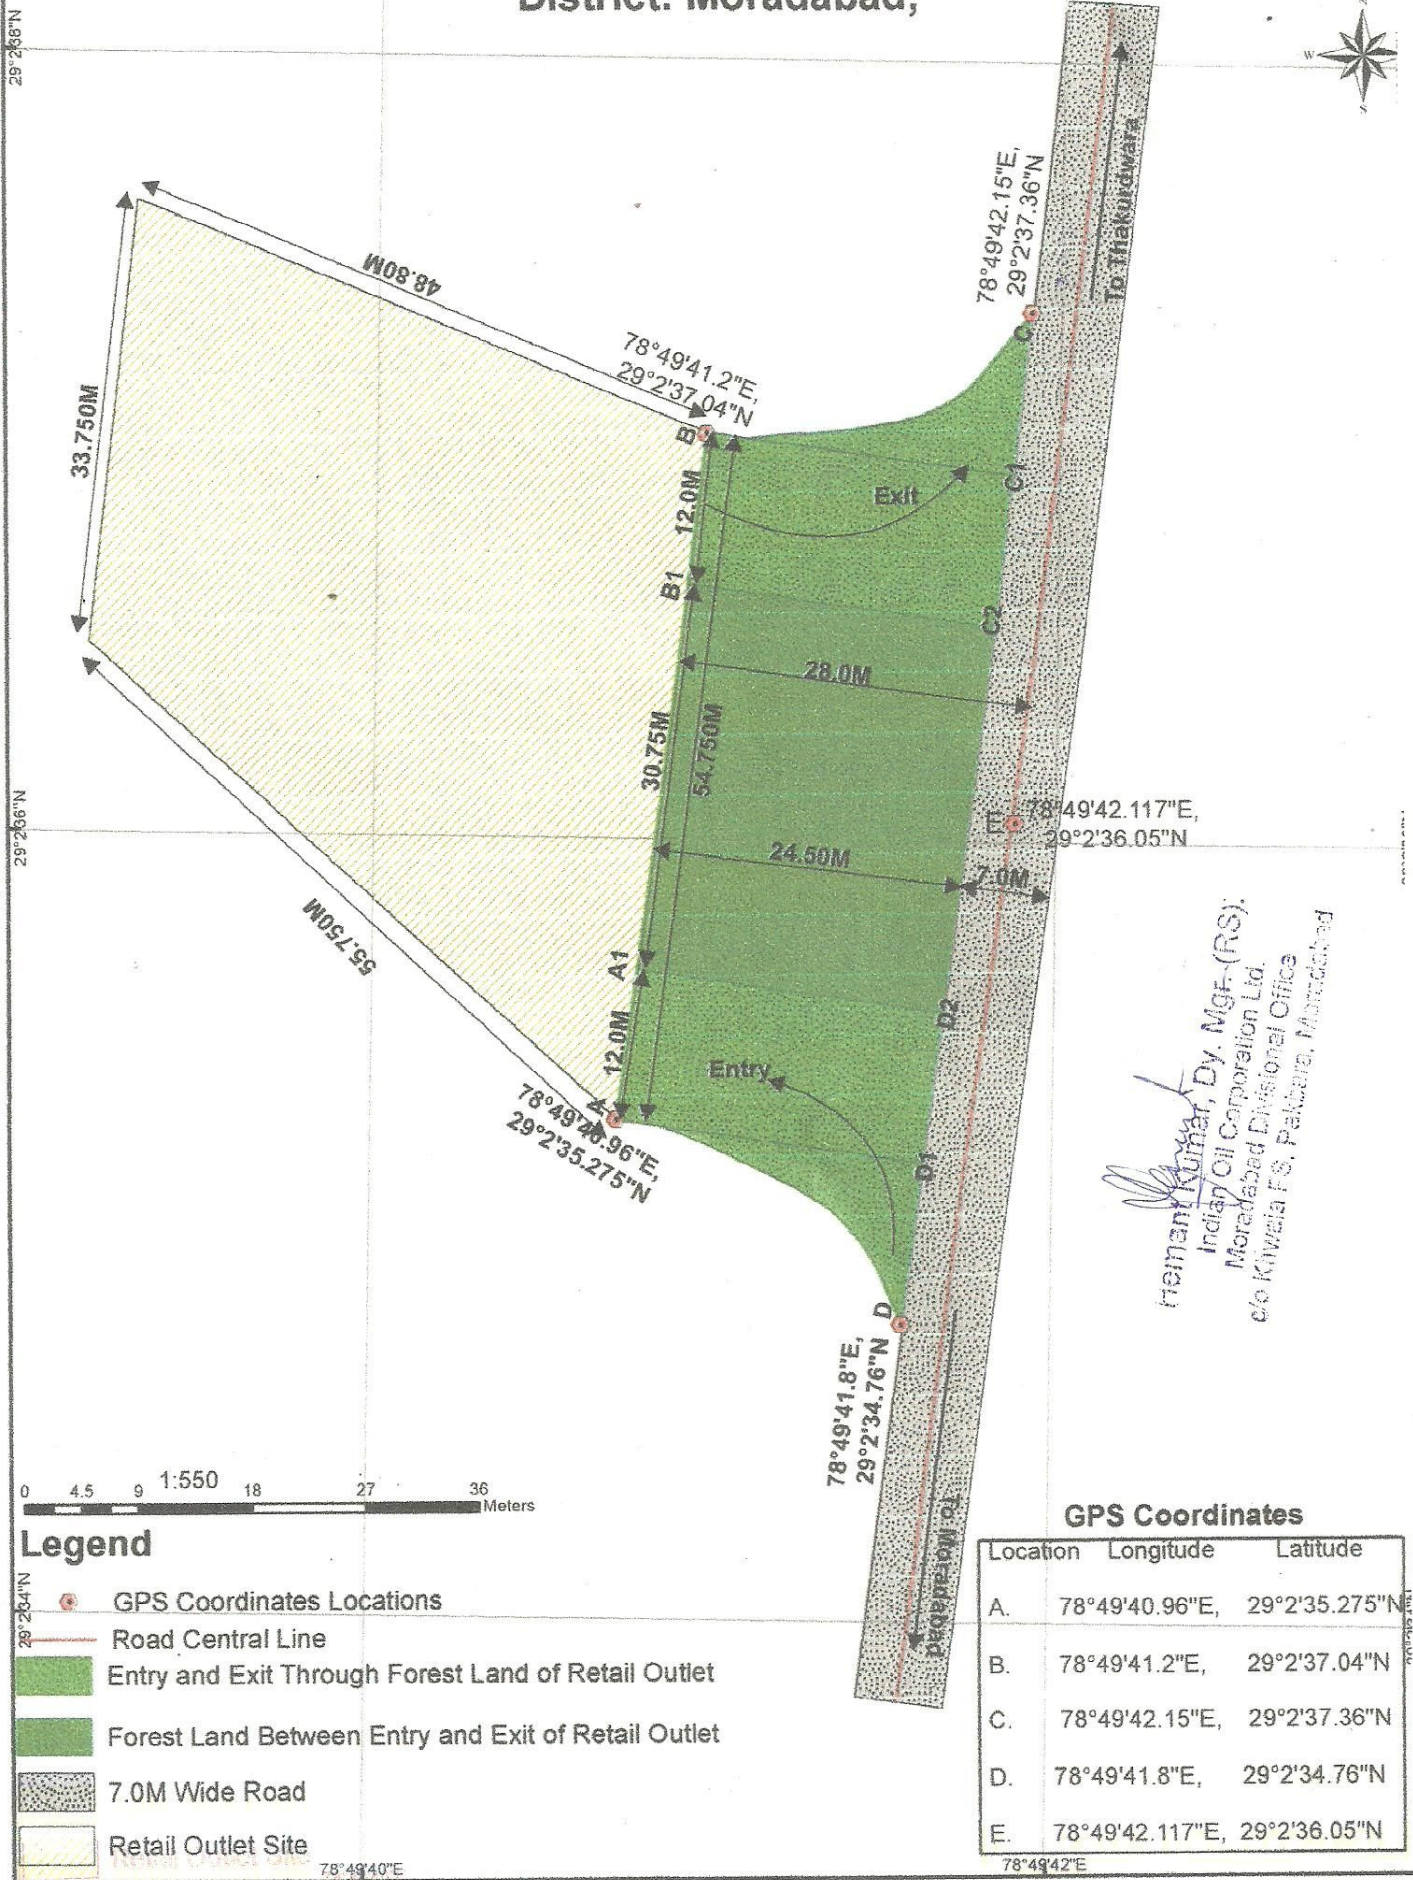 District: Moradabad,
29°2'38"N
W
S
To Thakurdwara
78°49'42.15"E,
29°2'37.36"N
C
48.80M
33.750M
78°49'41.2"E,
29°2'37.04"N
B
12.0M
Exit
C1
B1
C2
28.0M
30.75M
54.750M
29°2'36"N
E
78°49'42.117"E,
29°2'36.05"N
24.50M
7.0M
55.750M
A1
D2
12.0M
Entry
A
78°49'40.96"E,
29°2'35.275"N
D1
D
78°49'41.8"E,
29°2'34.76"N
Hemant Kumar, Dy. Mgr. (RS).
Indian Oil Corporation Ltd.
Moradabad Divisional Office
c/o Khwaja FS, Pakbara, Moradabad
To Moradabad
1:550
0 4.5 9 18 27 36
Meters
Legend
GPS Coordinates Locations
Road Central Line
Entry and Exit Through Forest Land of Retail Outlet
Forest Land Between Entry and Exit of Retail Outlet
7.0M Wide Road
Retail Outlet Site
29°2'34"N
78°49'40"E
78°49'42"E
GPS Coordinates
Location Longitude Latitude
A. 78°49'40.96"E, 29°2'35.275"N
B. 78°49'41.2"E, 29°2'37.04"N
C. 78°49'42.15"E, 29°2'37.36"N
D. 78°49'41.8"E, 29°2'34.76"N
E. 78°49'42.117"E, 29°2'36.05"N